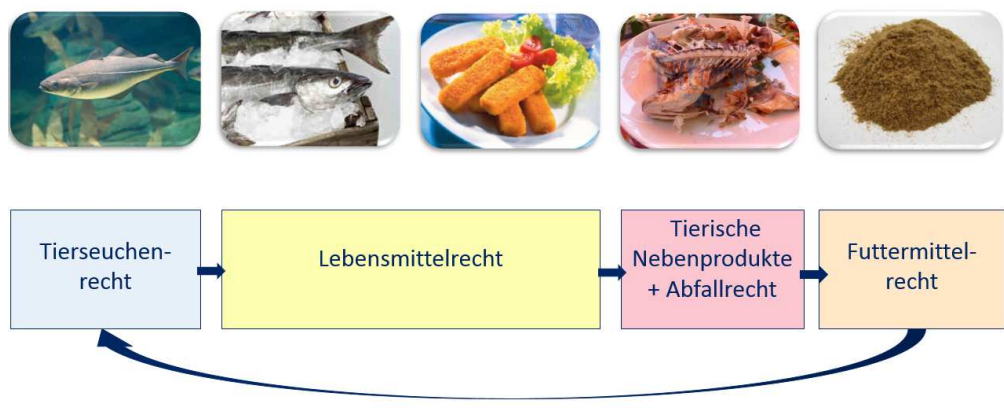 Tierseuchen-
recht
Lebensmittelrecht
Tierische
Nebenprodukte
+ Abfallrecht
Futtermittel-
recht